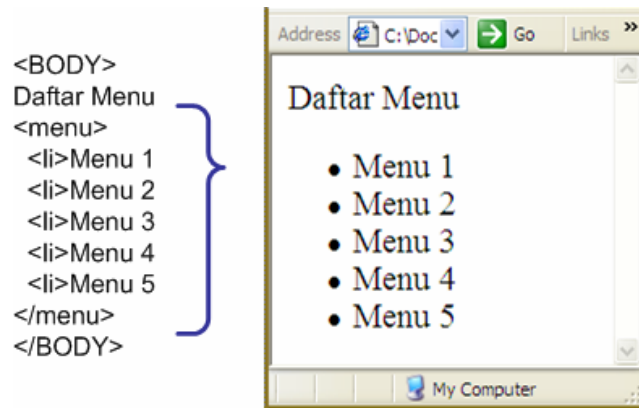 <BODY>
Daftar Menu
<menu>
<li>Menu 1
<li>Menu 2
<li>Menu 3
<li>Menu 4
<li>Menu 5
</menu>
</BODY>
Address C:\Doc Go Links »
Daftar Menu
• Menu 1
• Menu 2
• Menu 3
• Menu 4
• Menu 5
My Computer